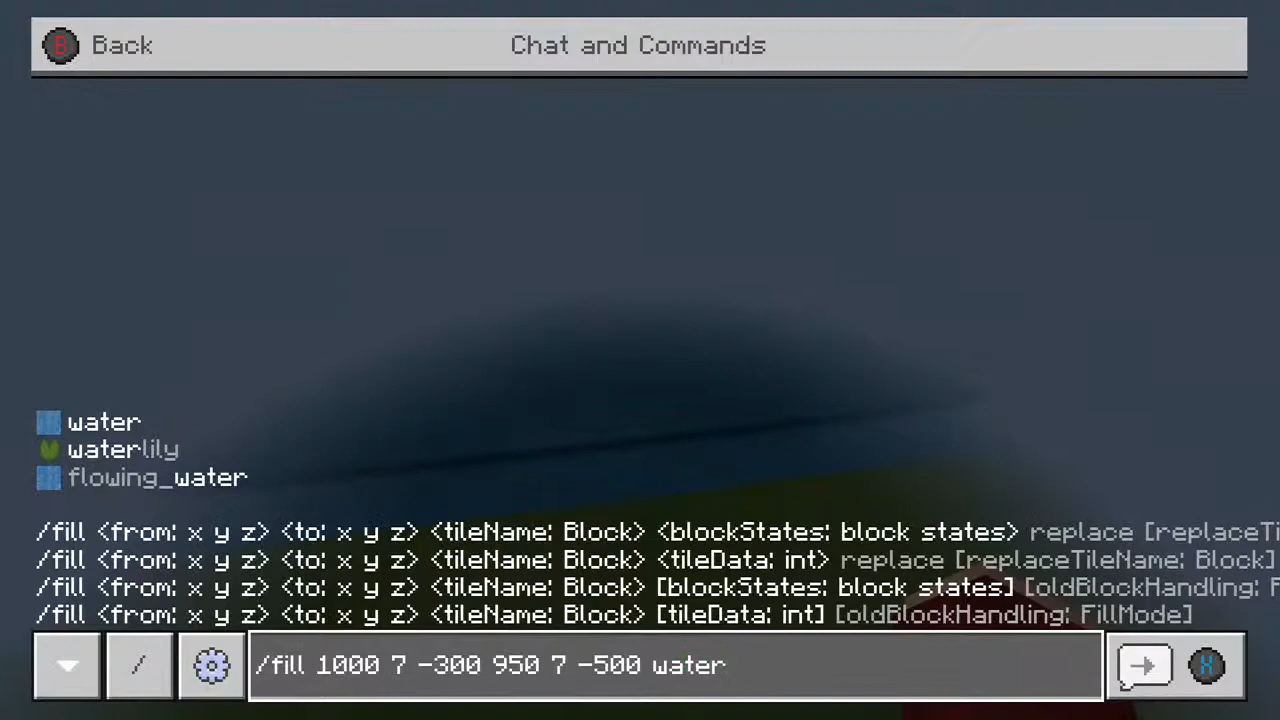 B Back
Chat and Commands
water
waterlily
flowing_water
/fill <from: x y z> <to: x y z> <tileName: Block> <blockStates: block states> replace [replaceTi
/fill <from: x y z> <to: x y z> <tileName: Block> <tileData: int> replace [replaceTileName: Block]
/fill <from: x y z> <to: x y z> <tileName: Block> [blockStates: block states] [oldBlockHandling: F
/fill <from: x y z> <to: x y z> <tileName: Block> [tileData: int] [oldBlockHandling: FillMode]
/ /fill 1000 7 -300 950 7 -500 water X